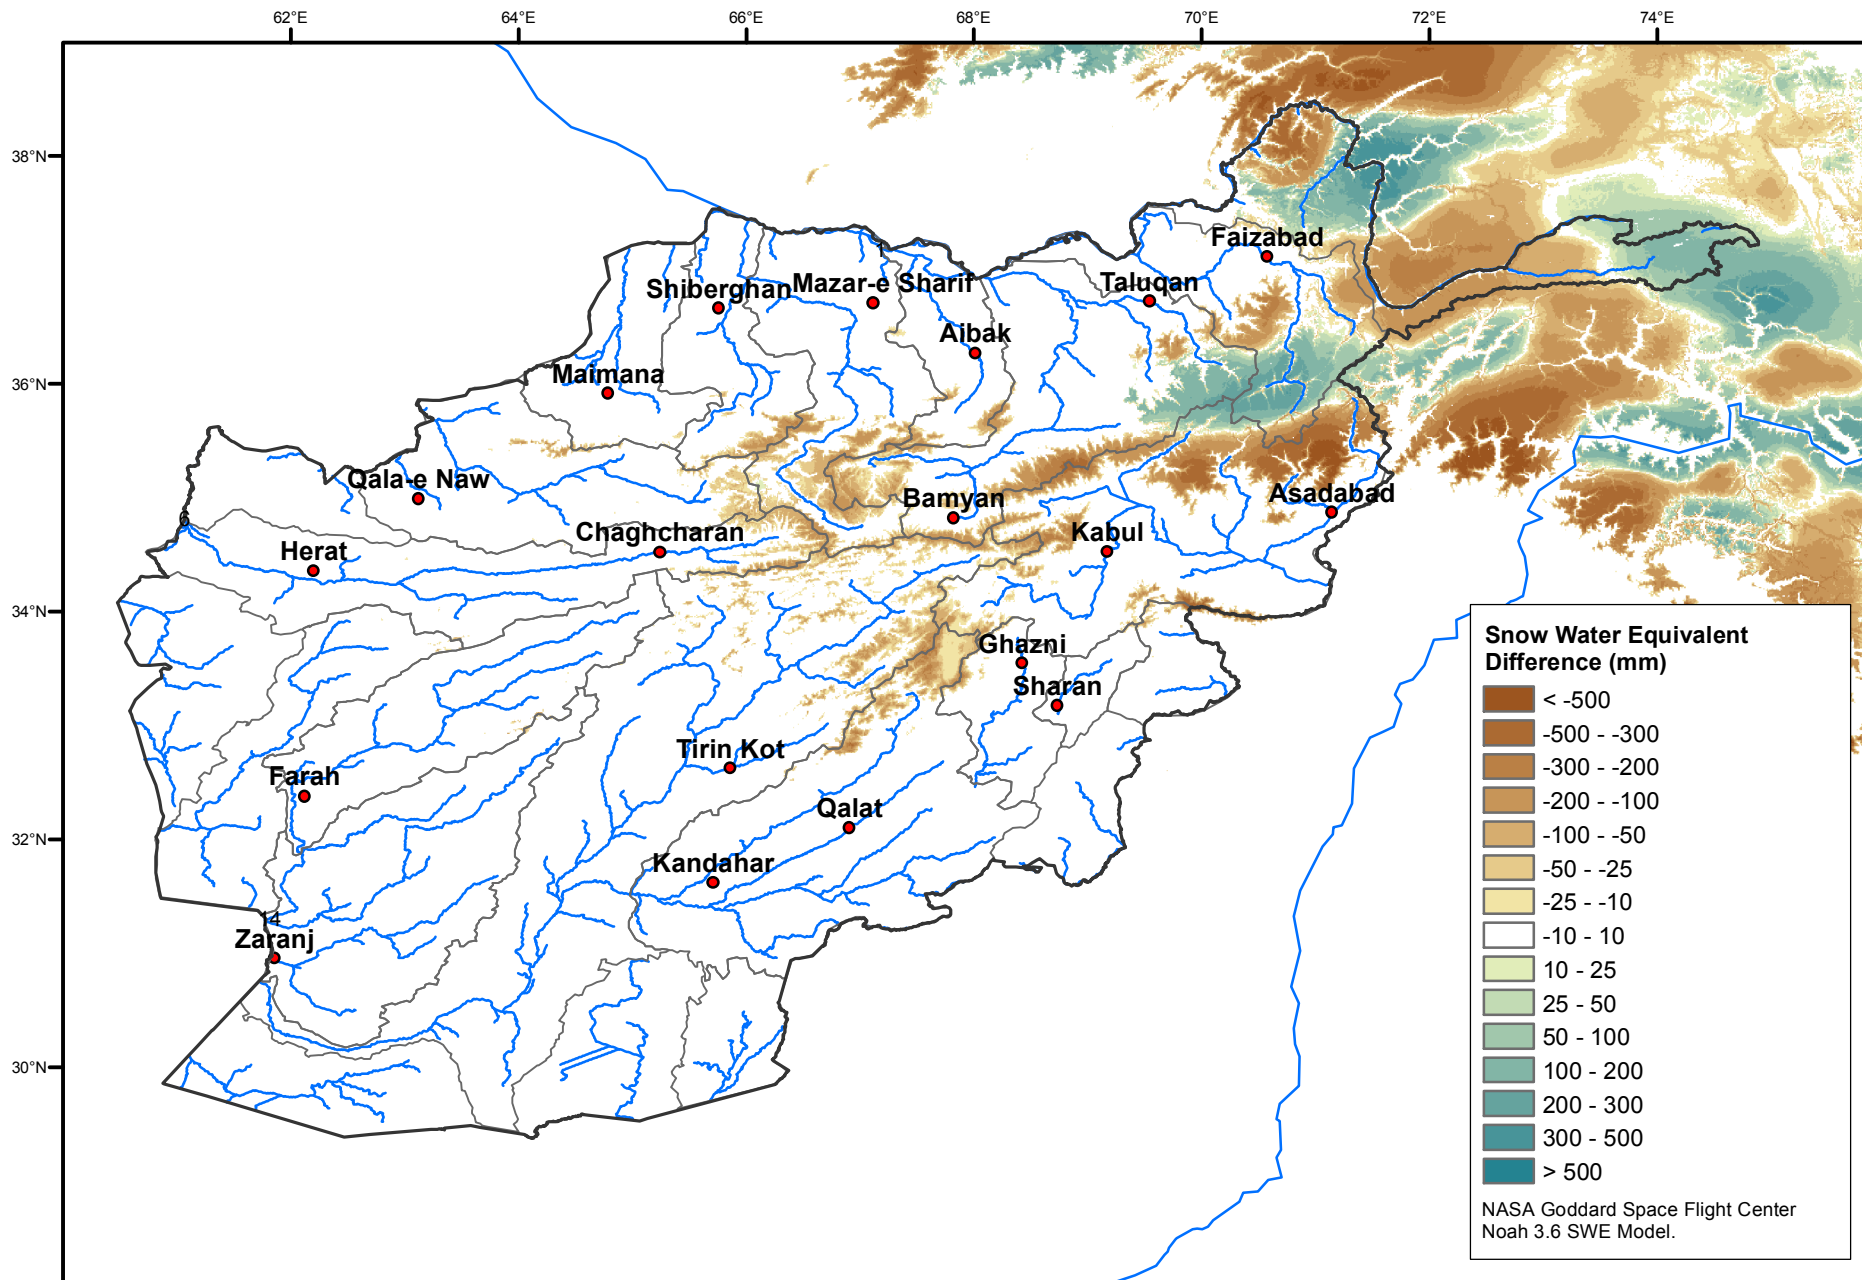 62°E 64°E 66°E 68°E 70°E 72°E 74°E
38°N
36°N
34°N
32°N
30°N
Faizabad
Shiberghan
Mazar-e Sharif
Taluqan
Aibak
Maimana
Qala-e Naw
Bamyan
Asadabad
6
Chaghcharan
Kabul
Herat
Ghazni
Sharan
Tirin Kot
Farah
Qalat
Kandahar
14
Zaranj
Snow Water Equivalent
Difference (mm)
< -500
-500 - -300
-300 - -200
-200 - -100
-100 - -50
-50 - -25
-25 - -10
-10 - 10
10 - 25
25 - 50
50 - 100
100 - 200
200 - 300
300 - 500
> 500
NASA Goddard Space Flight Center
Noah 3.6 SWE Model.